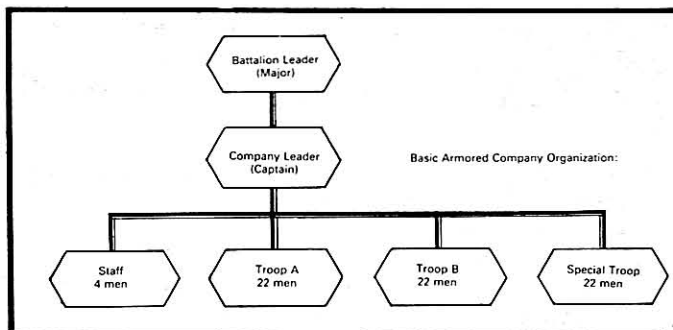 Battalion Leader
(Major)
Company Leader
(Captain)
Basic Armored Company Organization:
Staff
4 men
Troop A
22 men
Troop B
22 men
Special Troop
22 men